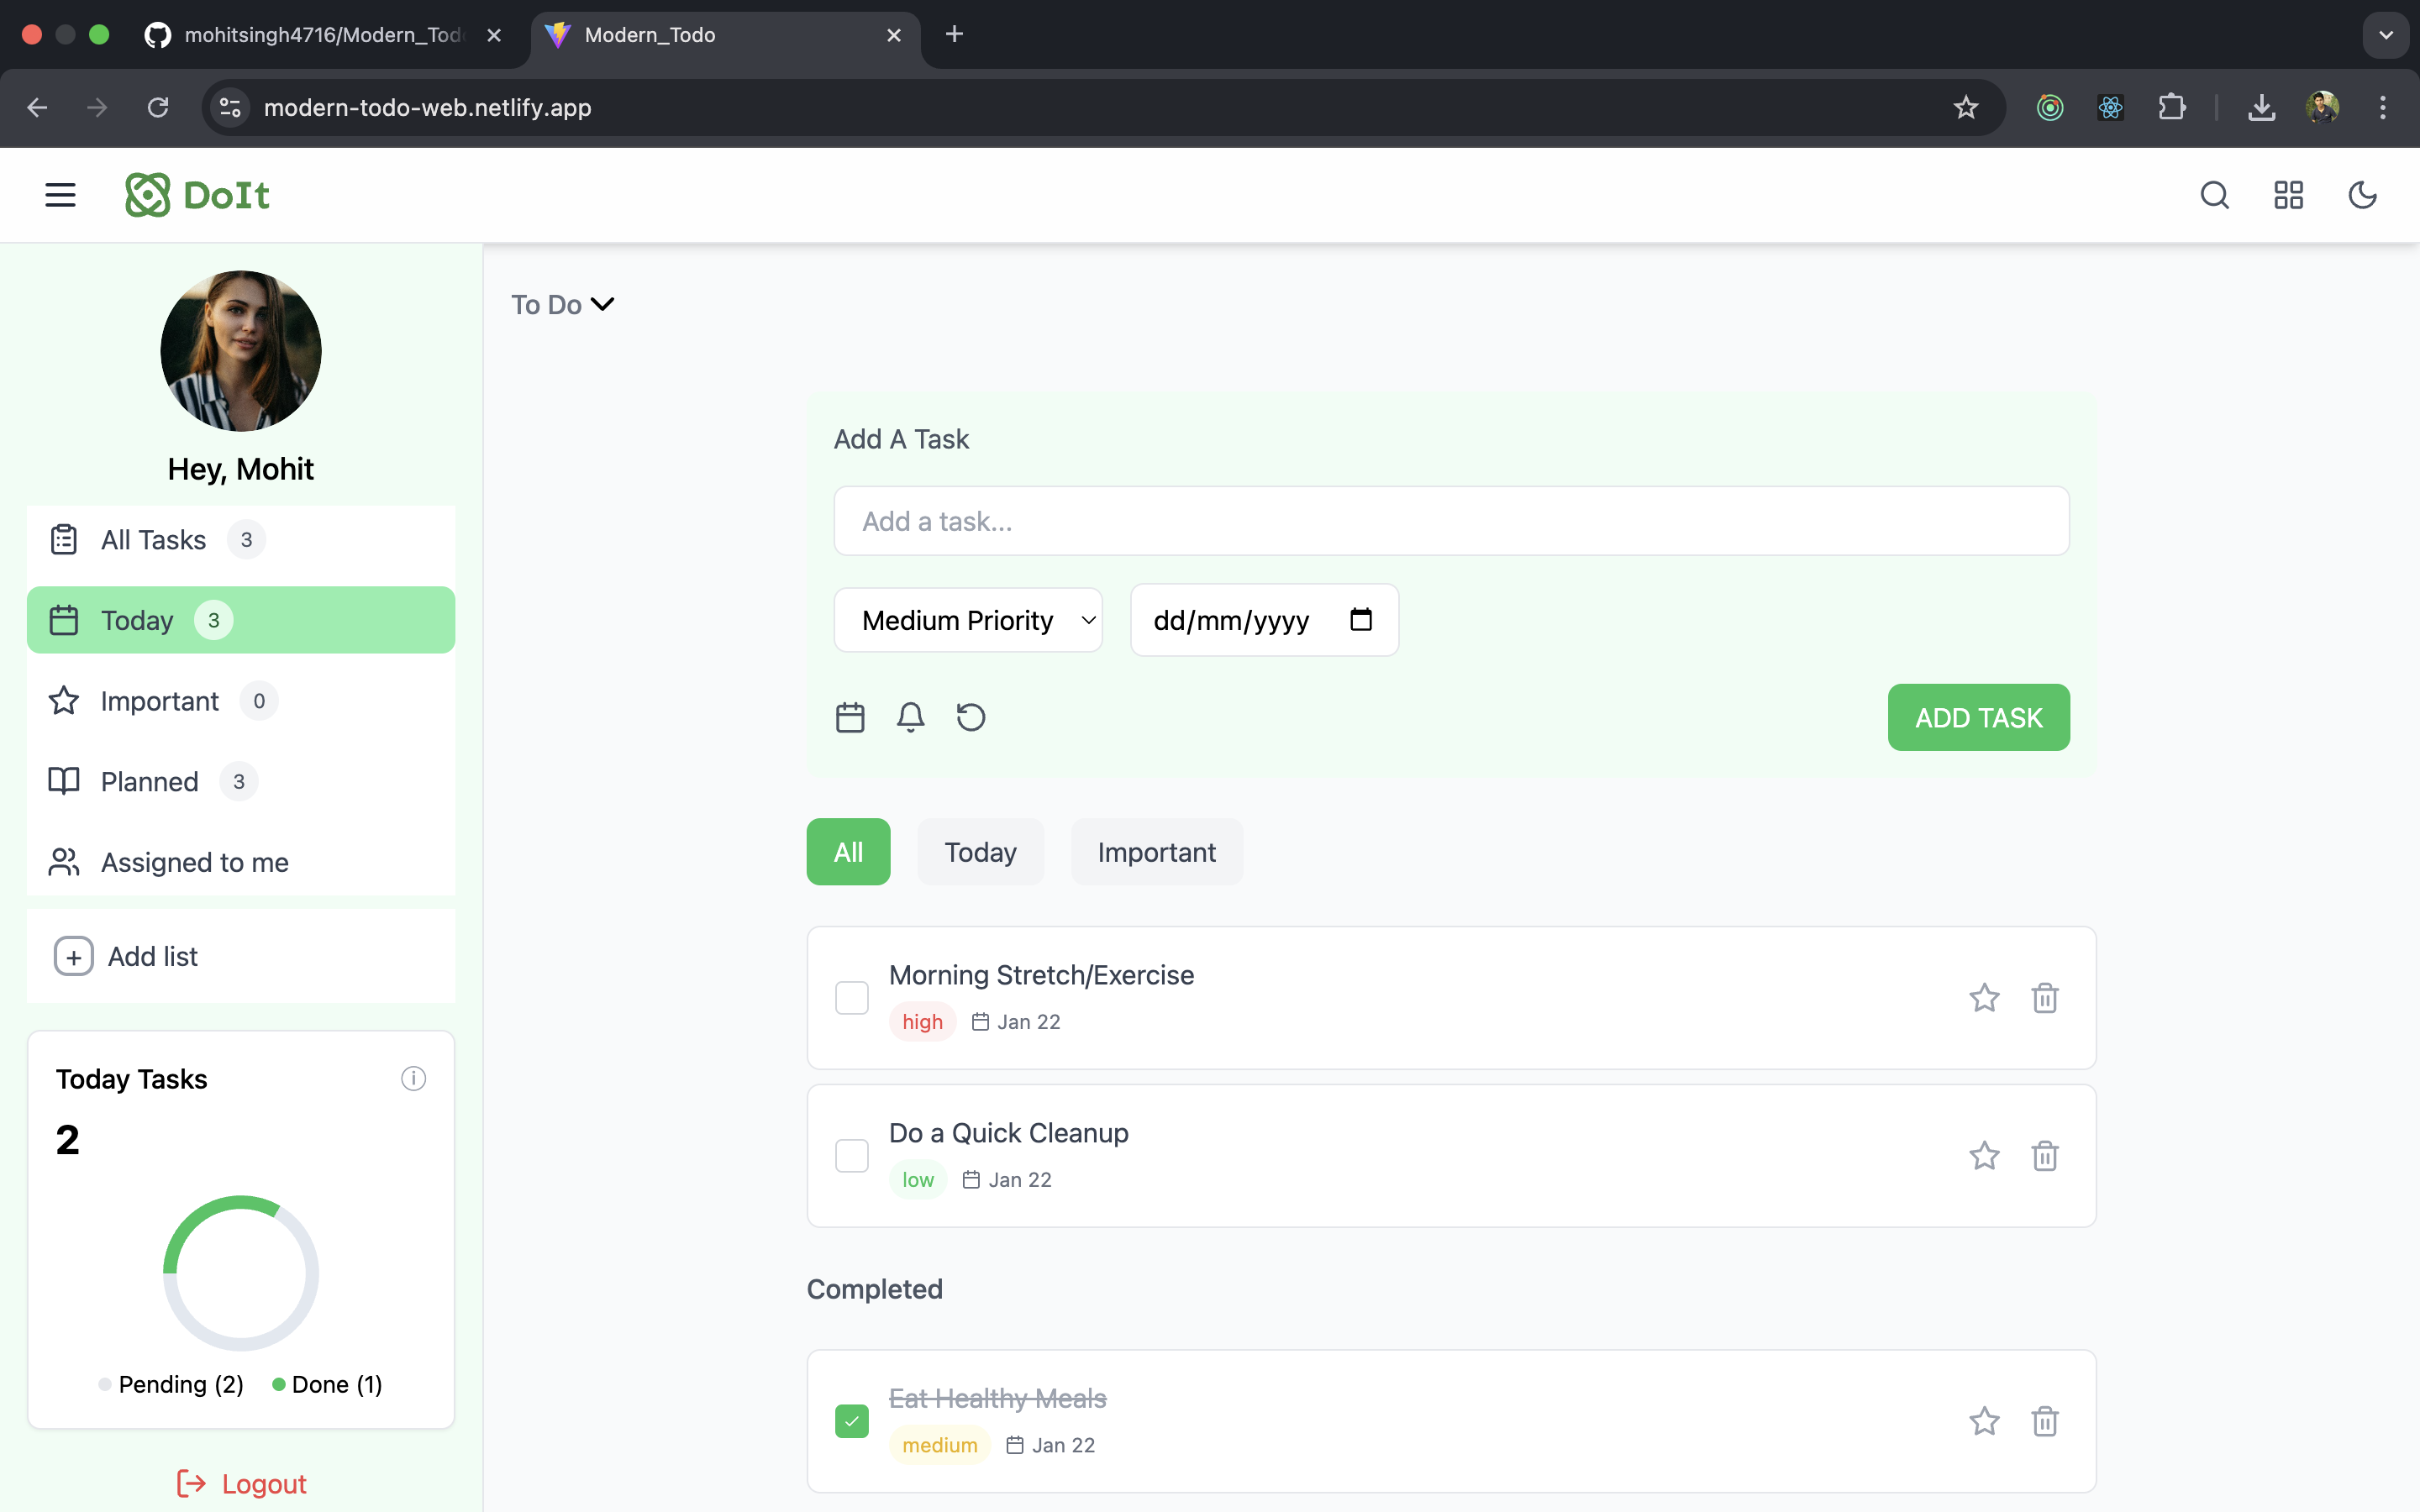 mohitsingh4716/Modern_Tod
Modern_Todo
modern-todo-web.netlify.app
DoIt
Hey, Mohit
All Tasks 3
Today 3
Important 0
Planned 3
Assigned to me
+ Add list
Today Tasks
2
Pending (2) Done (1)
Logout
To Do
Add A Task
Add a task...
Medium Priority dd/mm/yyyy
ADD TASK
All Today Important
Morning Stretch/Exercise
high Jan 22
Do a Quick Cleanup
low Jan 22
Completed
Eat Healthy Meals
medium Jan 22